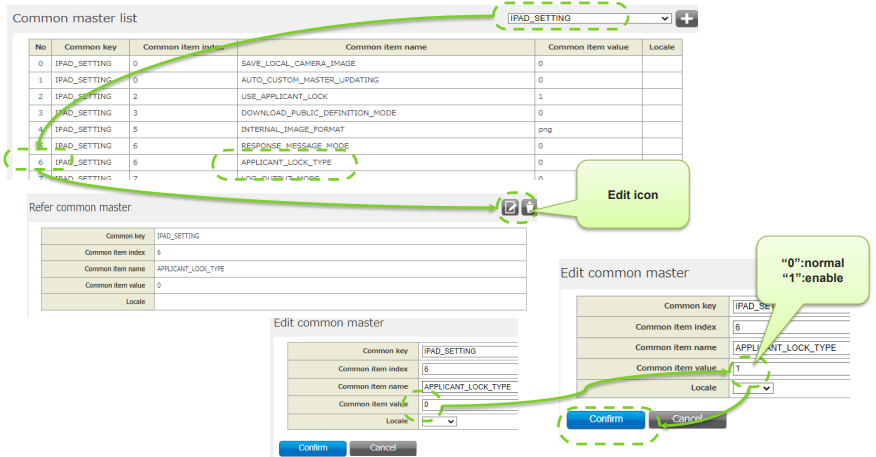 Common master list
IPAD_SETTING
No Common key Common item index Common item name Common item value Locale
0 IPAD_SETTING 0 SAVE_LOCAL_CAMERA_IMAGE 0
1 IPAD_SETTING 0 AUTO_CUSTOM_MASTER_UPDATING 0
2 IPAD_SETTING 2 USE_APPLICANT_LOCK 1
3 IPAD_SETTING 3 DOWNLOAD_PUBLIC_DEFINITION_MODE 0
4 IPAD_SETTING 5 INTERNAL_IMAGE_FORMAT png
IPAD_SETTING 6 RESPONSE_MESSAGE_MODE 0
6 IPAD_SETTING 6 APPLICANT_LOCK_TYPE 0
7 IPAD_SETTING 7 LOG_OUTPUT_MODE 0
Edit icon
Refer common master
Common key IPAD_SETTING
Common item index 6
Common item name APPLICANT_LOCK_TYPE
Common item value 0
Locale
Edit common master
Common key IPAD_SETTING
Common item index 6
Common item name APPLICANT_LOCK_TYPE
Common item value 0
Locale
Confirm Cancel
Edit common master
“0”:normal
“1”:enable
Common key IPAD_SE
Common item index 6
Common item name APPLICANT_LOCK_TYPE
Common item value 1
Locale
Confirm Cancel